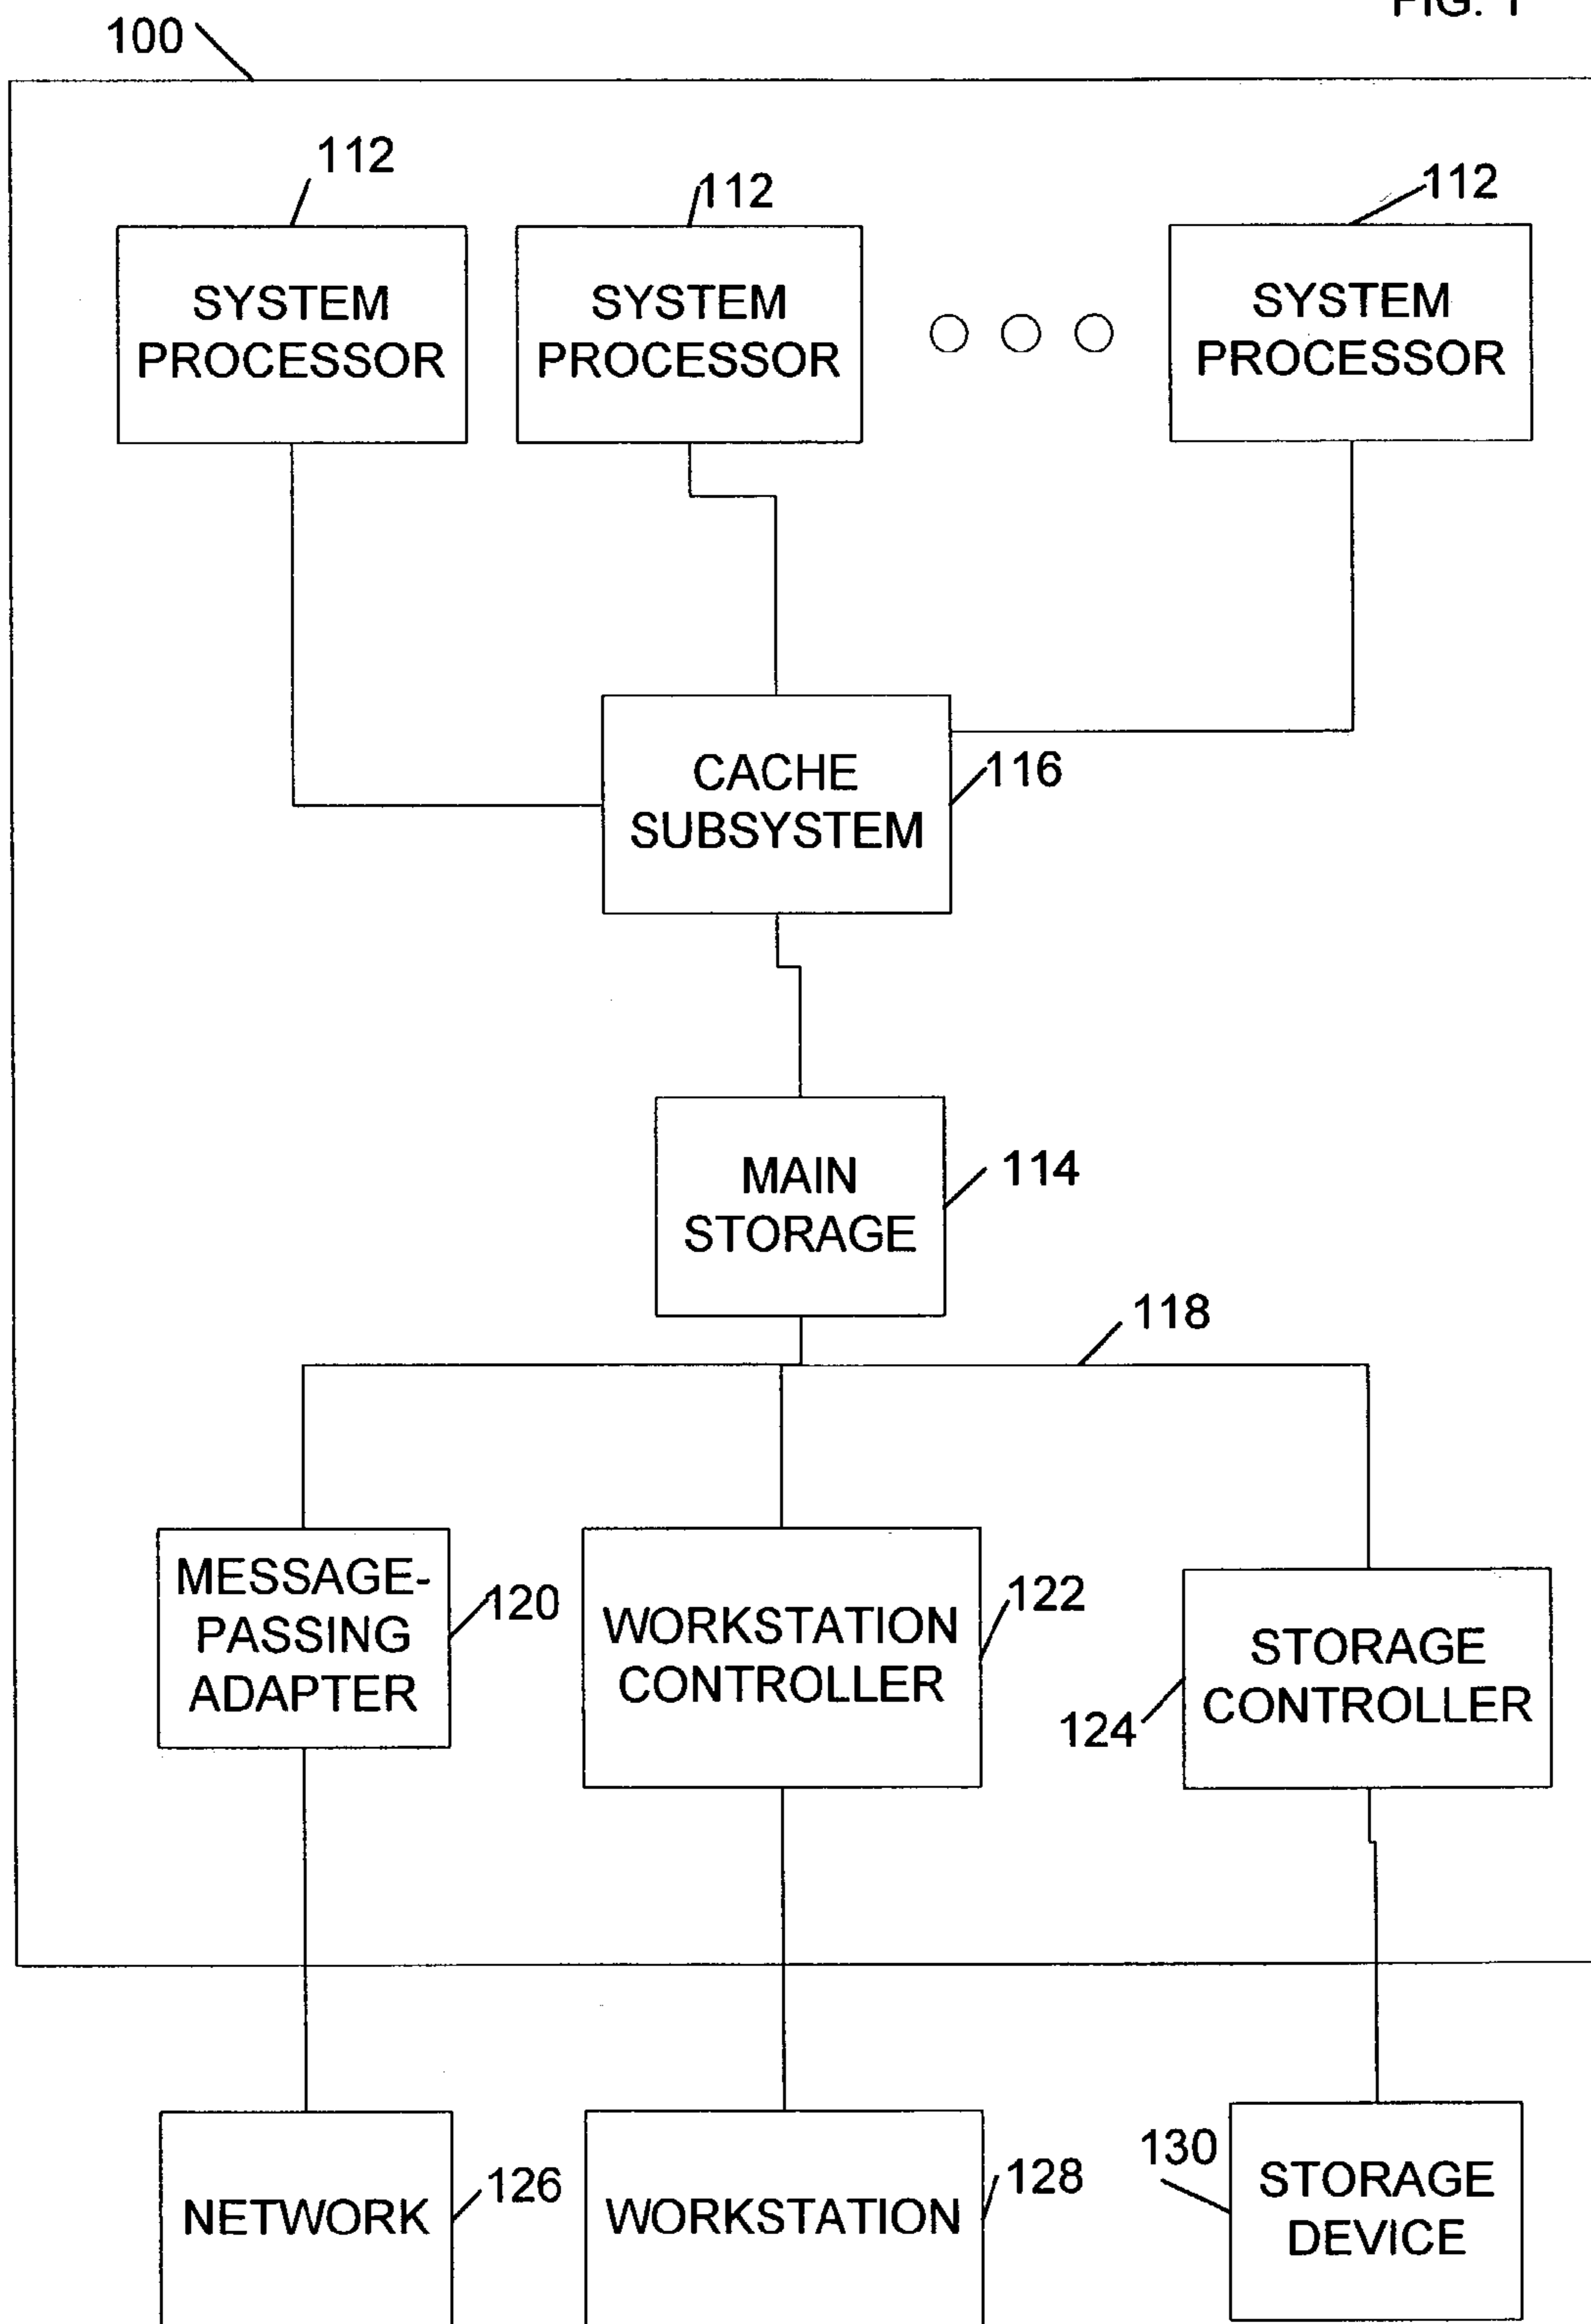 FIG. 1
100
112
112
112
SYSTEM
PROCESSOR
SYSTEM
PROCESSOR
SYSTEM
PROCESSOR
CACHE
SUBSYSTEM
116
MAIN
STORAGE
114
118
MESSAGE-
PASSING
ADAPTER
120
WORKSTATION
CONTROLLER
122
STORAGE
CONTROLLER
124
NETWORK
126
WORKSTATION
128
130
STORAGE
DEVICE